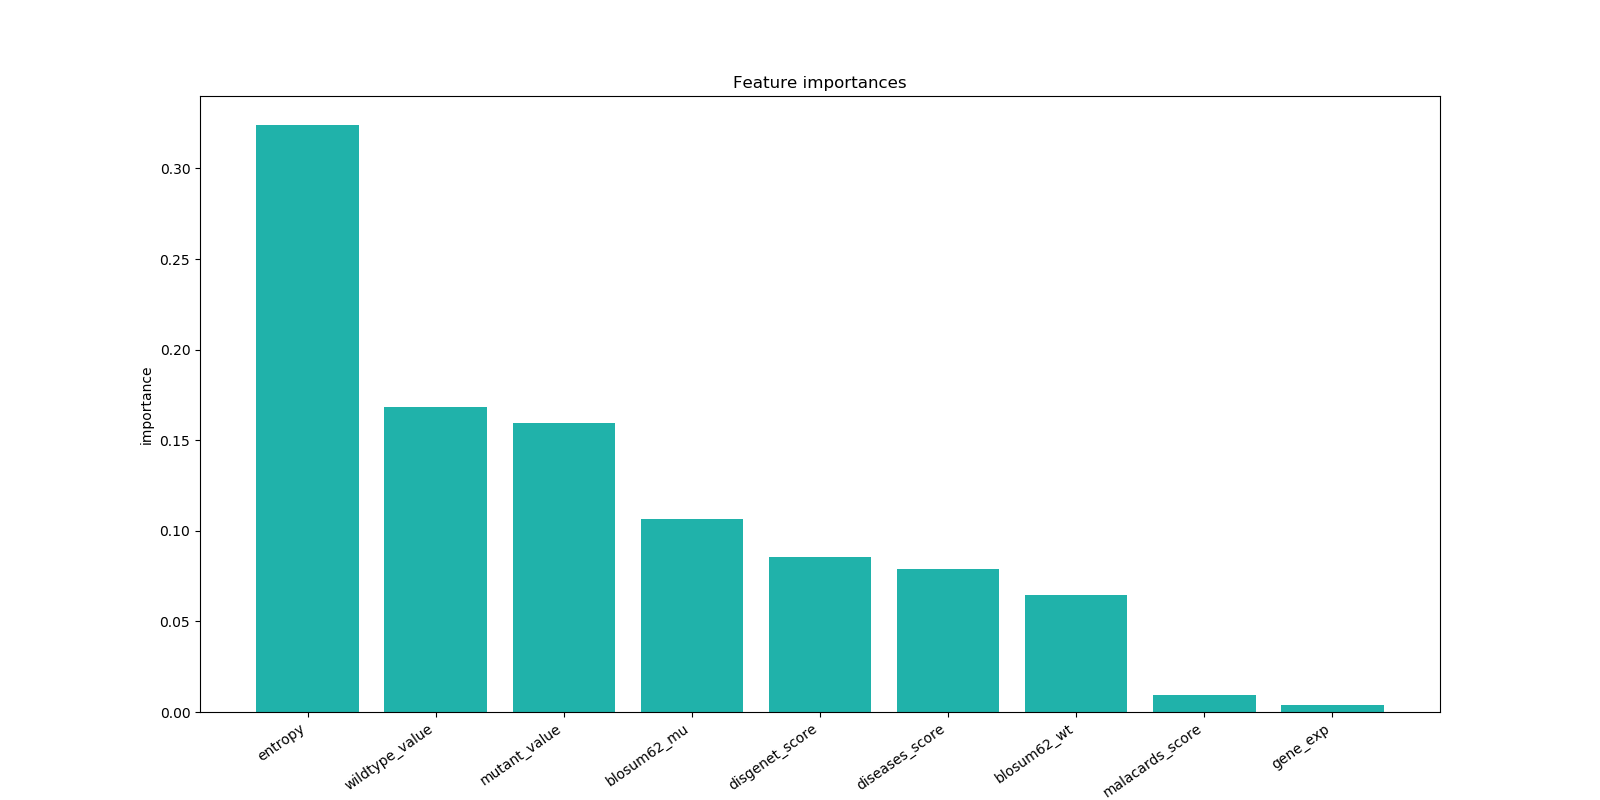 Feature importances
importance
0.30
0.25
0.20
0.15
0.10
0.05
0.00
entropy
wildtype_value
mutant_value
blosum62_mu
disgenet_score
diseases_score
blosum62_wt
malacards_score
gene_exp